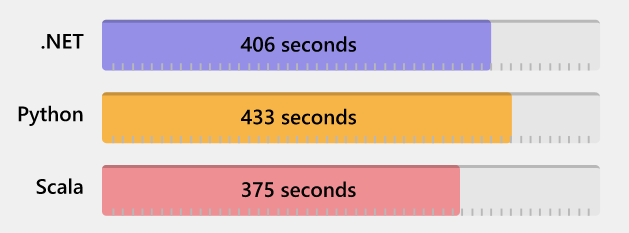 .NET 406 seconds
Python 433 seconds
Scala 375 seconds